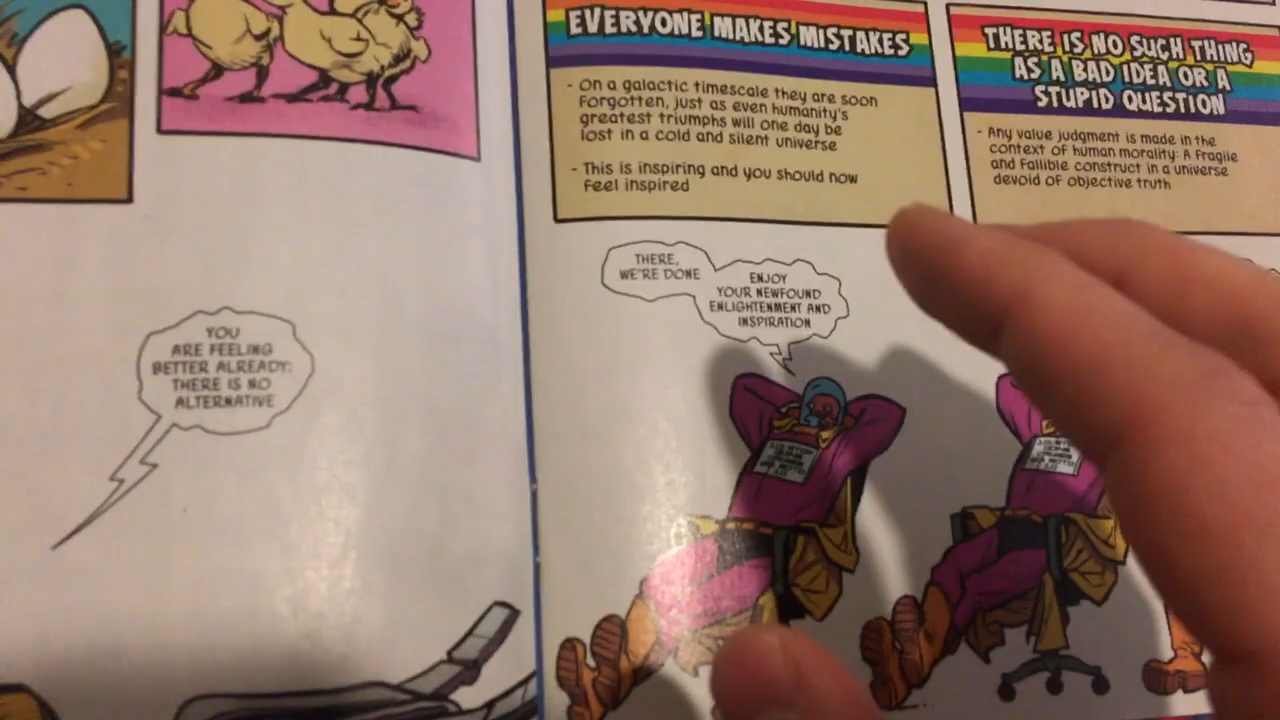 YOU
ARE FEELING
BETTER ALREADY.
THERE IS NO
ALTERNATIVE
EVERYONE MAKES MISTAKES
- On a galactic timescale they are soon
forgotten, just as even humanity's
greatest triumphs will one day be
lost in a cold and silent universe
- This is inspiring and you should now
feel inspired
THERE IS NO SUCH THING
AS A BAD IDEA OR A
STUPID QUESTION
- Any value judgment is made in the
context of human morality: A fragile
and fallible construct in a universe
devoid of objective truth
THERE,
WE'RE DONE
ENJOY
YOUR NEWFOUND
ENLIGHTENMENT AND
INSPIRATION